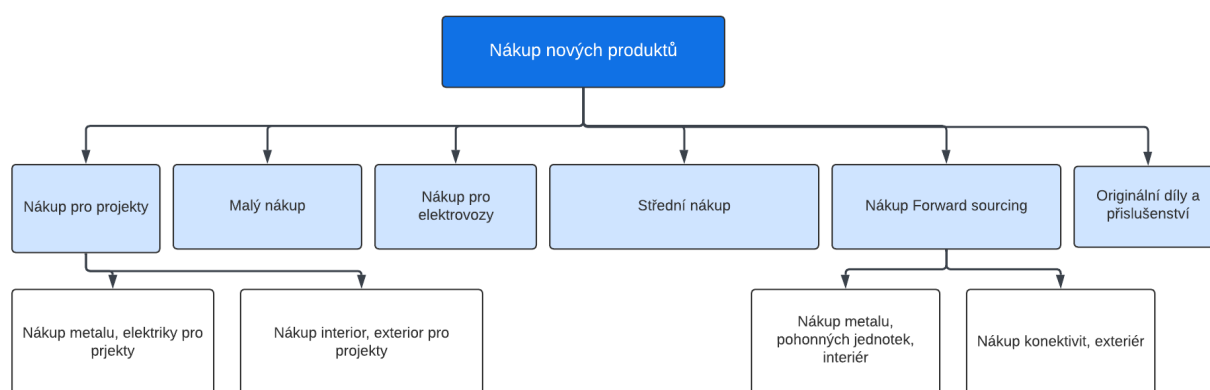 Nákup nových produktů
Nákup pro projekty
Malý nákup
Nákup pro
elektrovozy
Střední nákup
Nákup Forward sourcing
Originální díly a
přislušenství
Nákup metalu, elektriky pro
prjekty
Nákup interior, exterior pro
projekty
Nákup metalu,
pohonných jednotek,
interiér
Nákup konektivit, exteriér